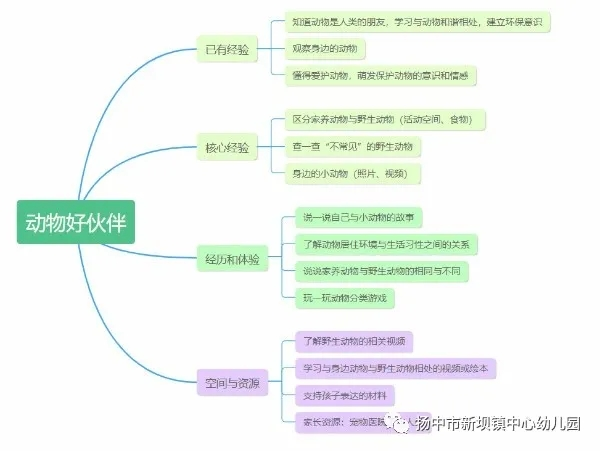 已有经验
知道动物是人类的朋友，学习与动物和谐相处，建立环保意识
观察身边的动物
懂得爱护动物，萌发保护动物的意识和情感
核心经验
区分家养动物与野生动物（活动空间、食物）
查一查“不常见”的野生动物
身边的小动物（照片、视频）
动物好伙伴
经历和体验
说一说自己与小动物的故事
了解动物居住环境与生活习性之间的关系
说说家养动物与野生动物的相同与不同
玩一玩动物分类游戏
空间与资源
了解野生动物的相关视频
学习与身边动物与野生动物相处的视频或绘本
支持孩子表达的材料
家长资源：宠物医院
扬中市新坝镇中心幼儿园